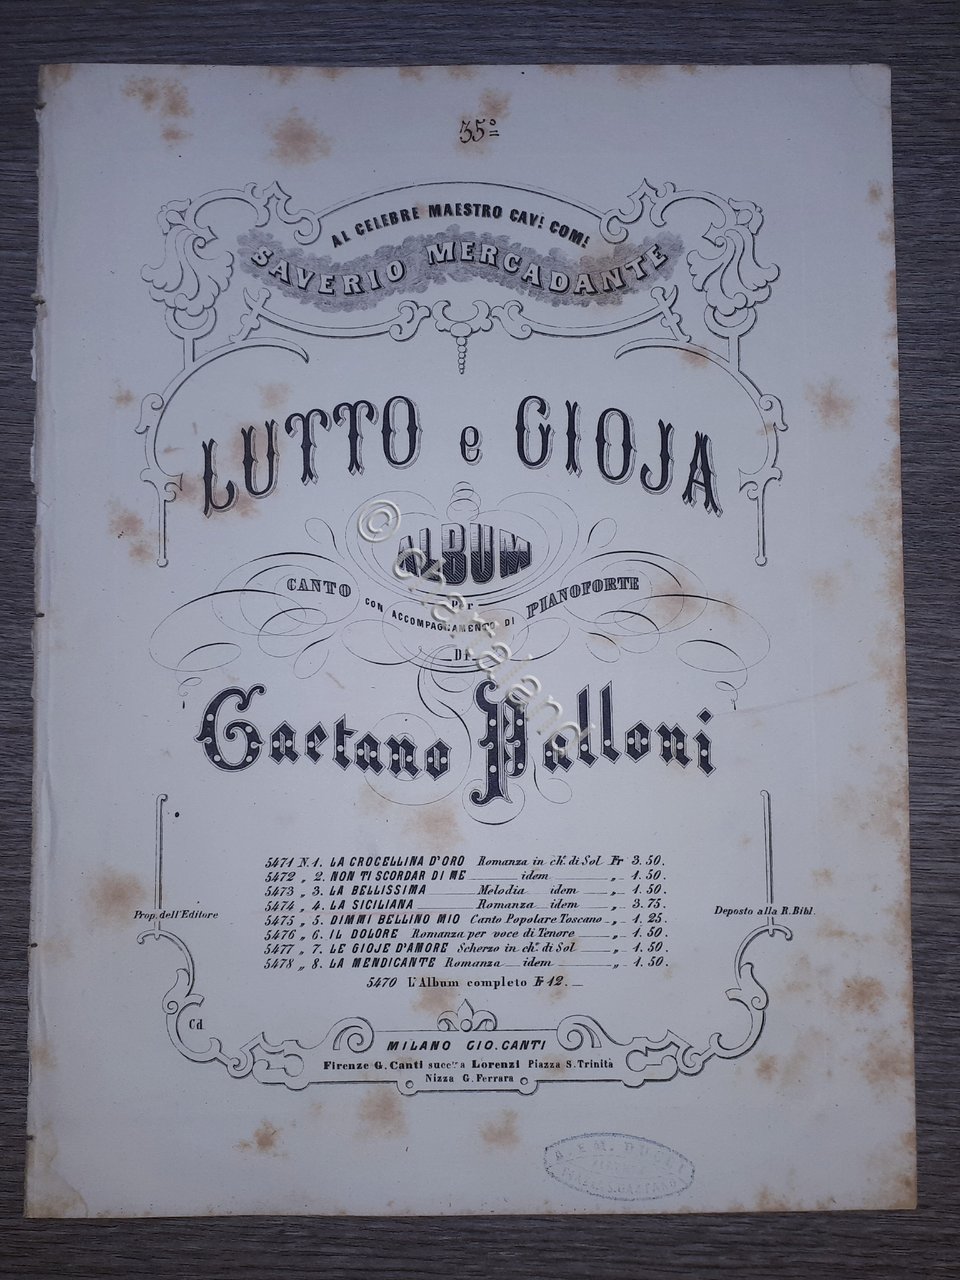 35º
AL CELEBRE MAESTRO CAV! COM!
SAVERIO MERCADANTE
LUTTO e GIOJA
ALBUM
per
CANTO CON ACCOMPAGNAMENTO DI PIANOFORTE
DI
Gaetano Palloni
5471 N. 1. LA CROCELLINA D'ORO Romanza in ch. di Sol Fr 3. 50.
5472 „ 2. NON TI SCORDAR DI ME idem „ 1. 50.
5473 „ 3. LA BELLISSIMA Melodia idem „ 1. 50.
5474 „ 4. LA SICILIANA Romanza idem „ 3. 75.
5475 „ 5. DIMMI BELLINO MIO Canto Popolare Toscano „ 1. 25.
5476 „ 6. IL DOLORE Romanza per voce di Tenore „ 1. 50.
5477 „ 7. LE GIOJE D'AMORE Scherzo in ch. di Sol „ 1. 50.
5478 „ 8. LA MENDICANTE Romanza idem „ 1. 50.
5470 L'Album completo Fr 12.
Prop. dell'Editore
Deposto alla R. Bibl.
Cd
MILANO GIO. CANTI
Firenze G. Canti succ.re a Lorenzi Piazza S. Trinità
Nizza G. Ferrara
© charaland